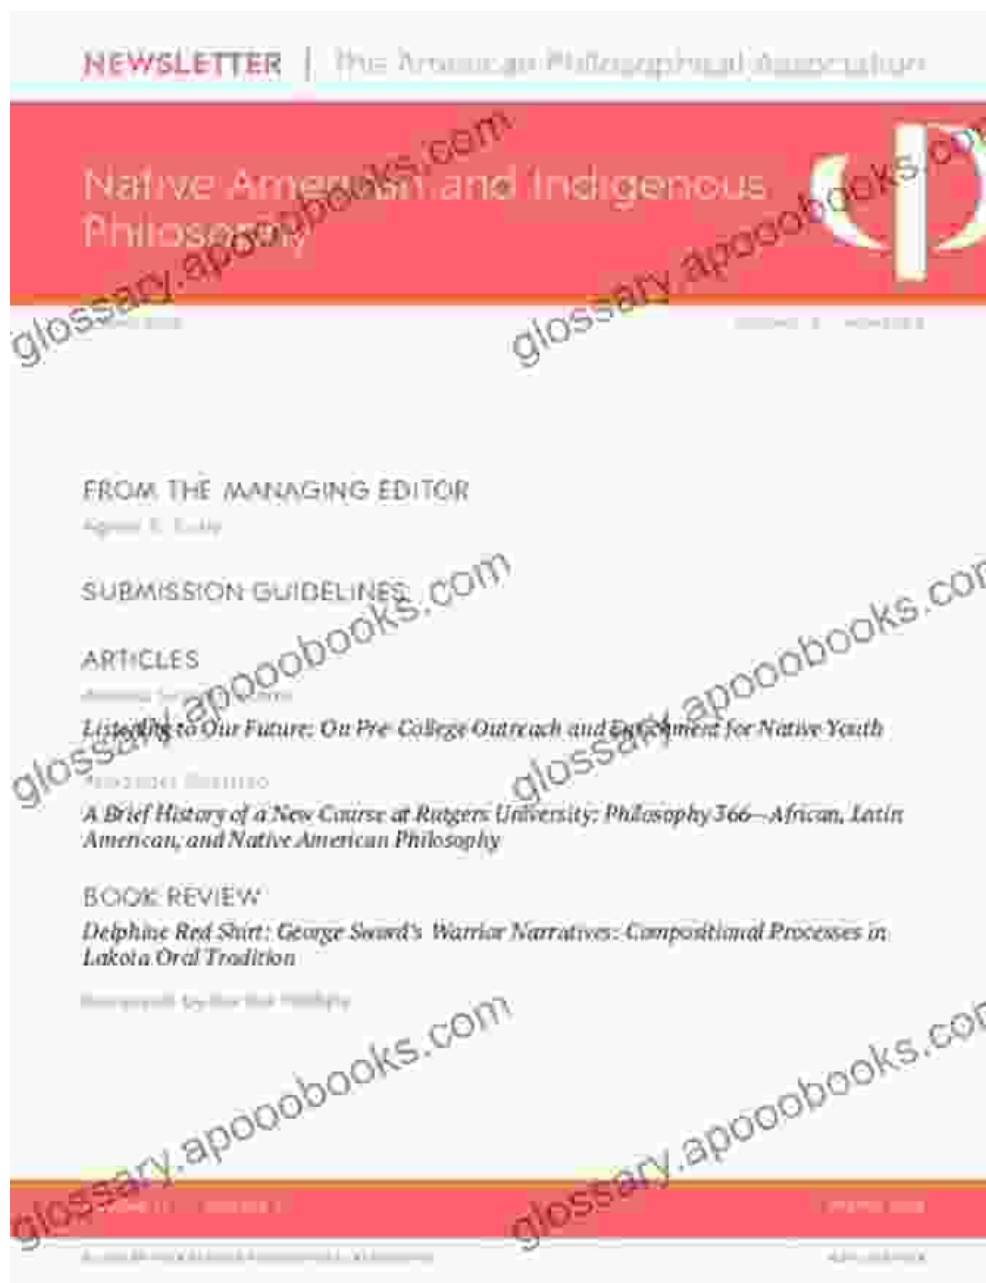 NEWSLETTER | The American Philosophical Association
Native American and Indigenous
Philosophy
FROM THE MANAGING EDITOR
SUBMISSION GUIDELINES
ARTICLES
Listening to Our Future: On Pre-College Outreach and Enrichment for Native Youth
A Brief History of a New Course at Rutgers University: Philosophy 366—African, Latin
American, and Native American Philosophy
BOOK REVIEW
Delphine Red Shirt: George Sword's Warrior Narratives: Compositional Processes in
Lakota Oral Tradition
Reviewed by
glossary.apooobooks.com
glossary.apooobooks.com
glossary.apooobooks.com
glossary.apooobooks.com
glossary.apooobooks.com
glossary.apooobooks.com